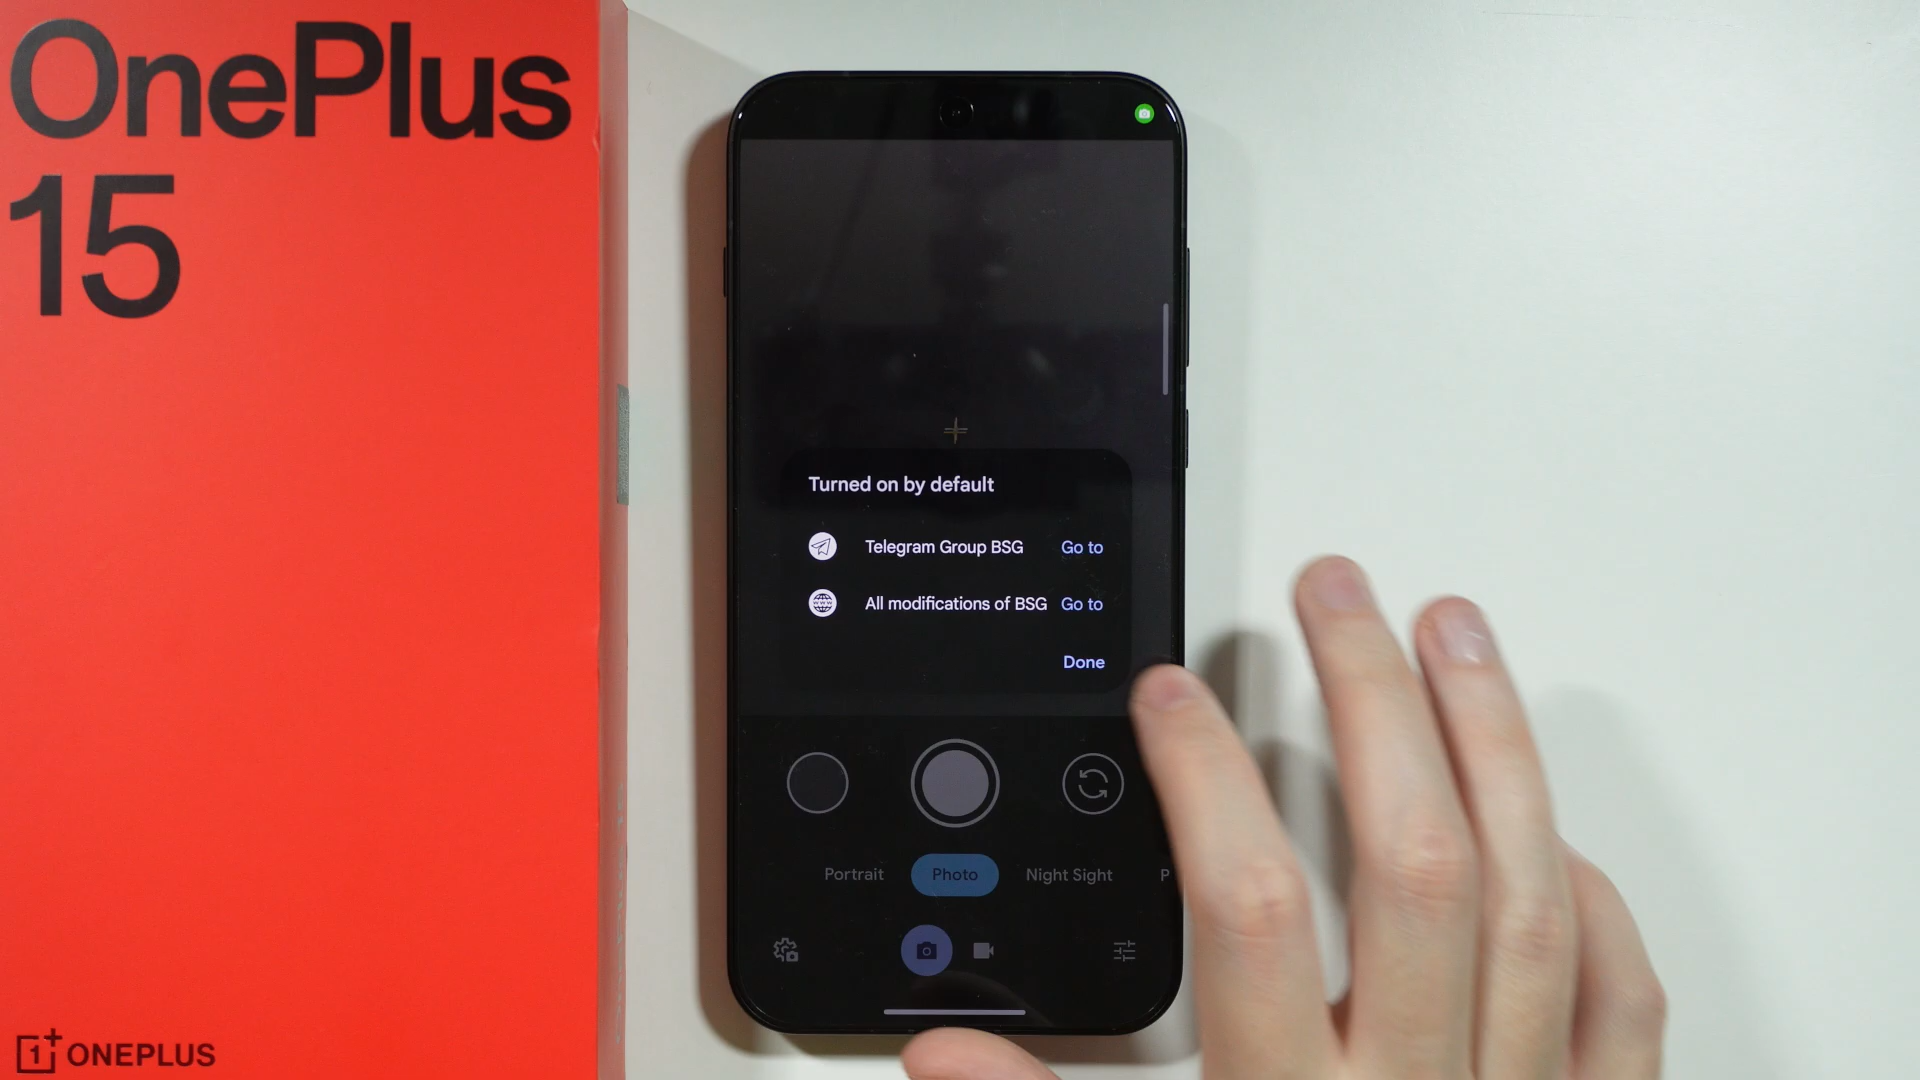 OnePlus
15
1+ ONEPLUS
Turned on by default
Telegram Group BSG Go to
All modifications of BSG Go to
Done
Portrait Photo Night Sight P